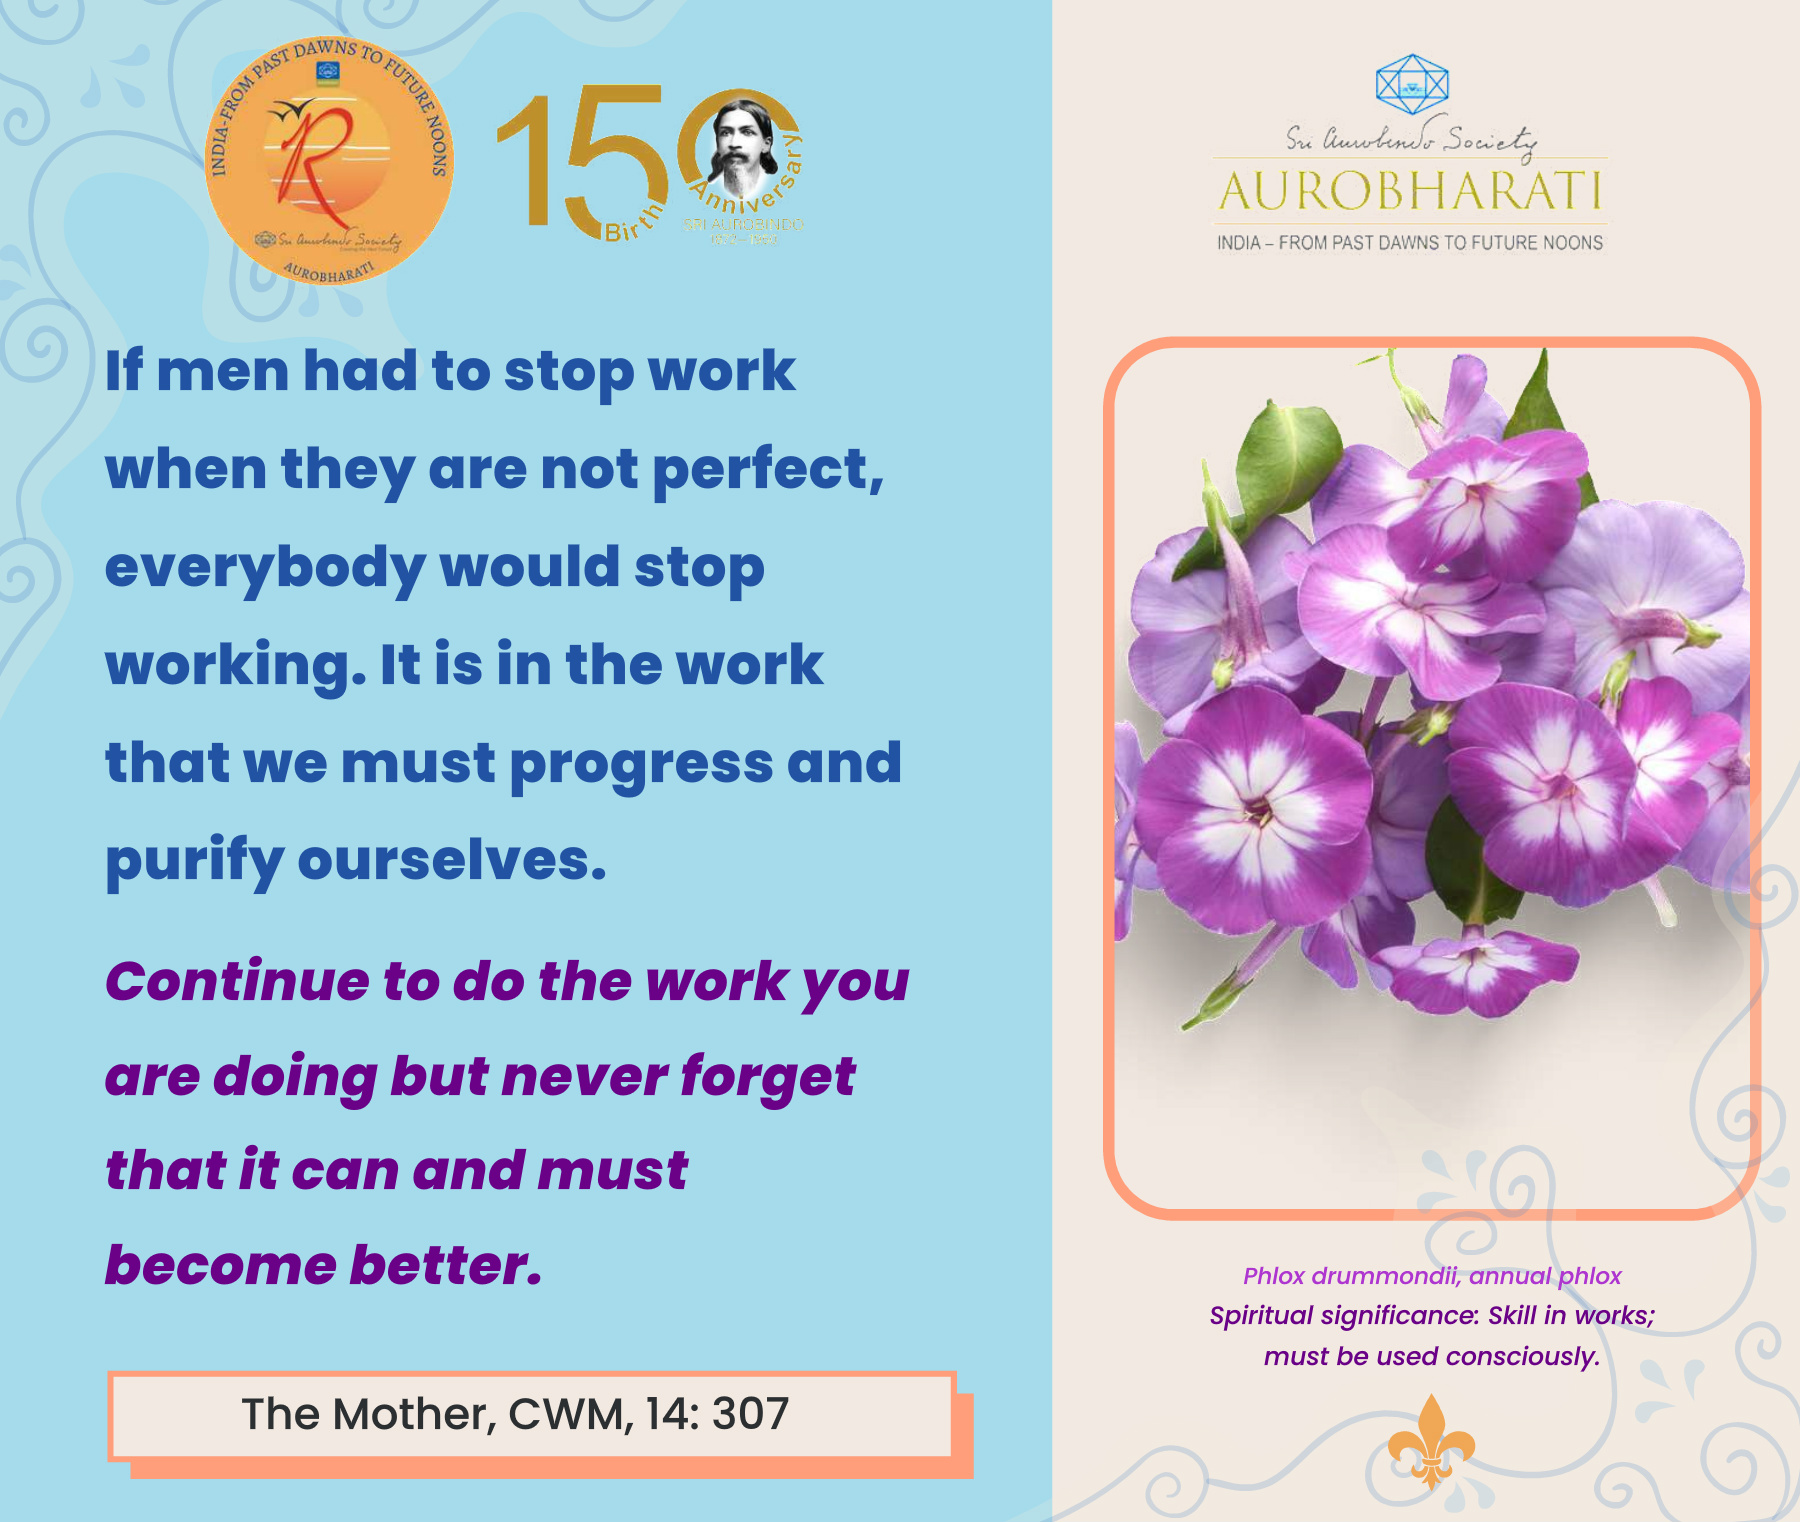 INDIA-FROM PAST DAWNS TO FUTURE NOONS
R
Sri Aurobindo Society
AUROBHARATI
150
Birth Anniversary
SRI AUROBINDO
If men had to stop work
when they are not perfect,
everybody would stop
working. It is in the work
that we must progress and
purify ourselves.
Continue to do the work you
are doing but never forget
that it can and must
become better.
The Mother, CWM, 14: 307
Sri Aurobindo Society
AUROBHARATI
INDIA – FROM PAST DAWNS TO FUTURE NOONS
Phlox drummondii, annual phlox
Spiritual significance: Skill in works;
must be used consciously.